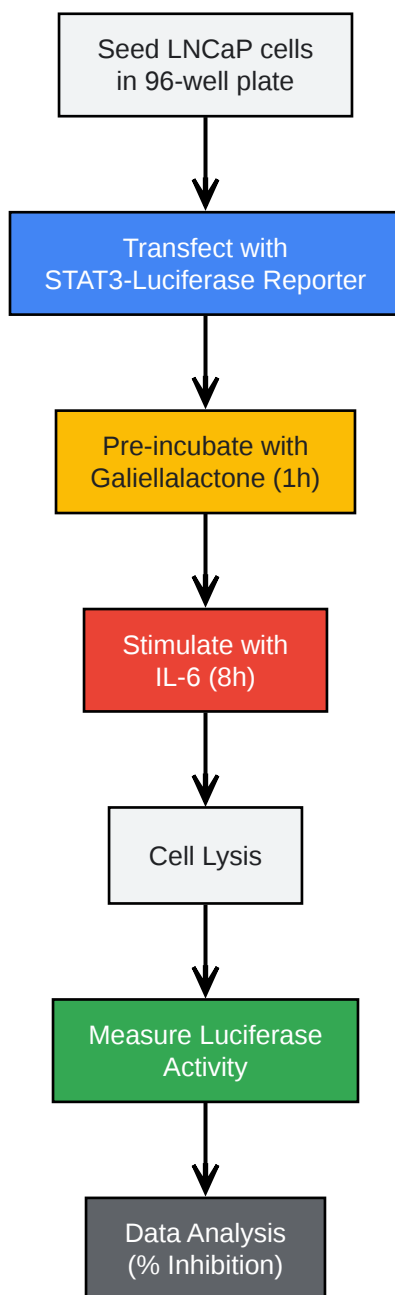 Seed LNCaP cells
in 96-well plate
Transfect with
STAT3-Luciferase Reporter
Pre-incubate with
Galiellalactone (1h)
Stimulate with
IL-6 (8h)
Cell Lysis
Measure Luciferase
Activity
Data Analysis
(% Inhibition)